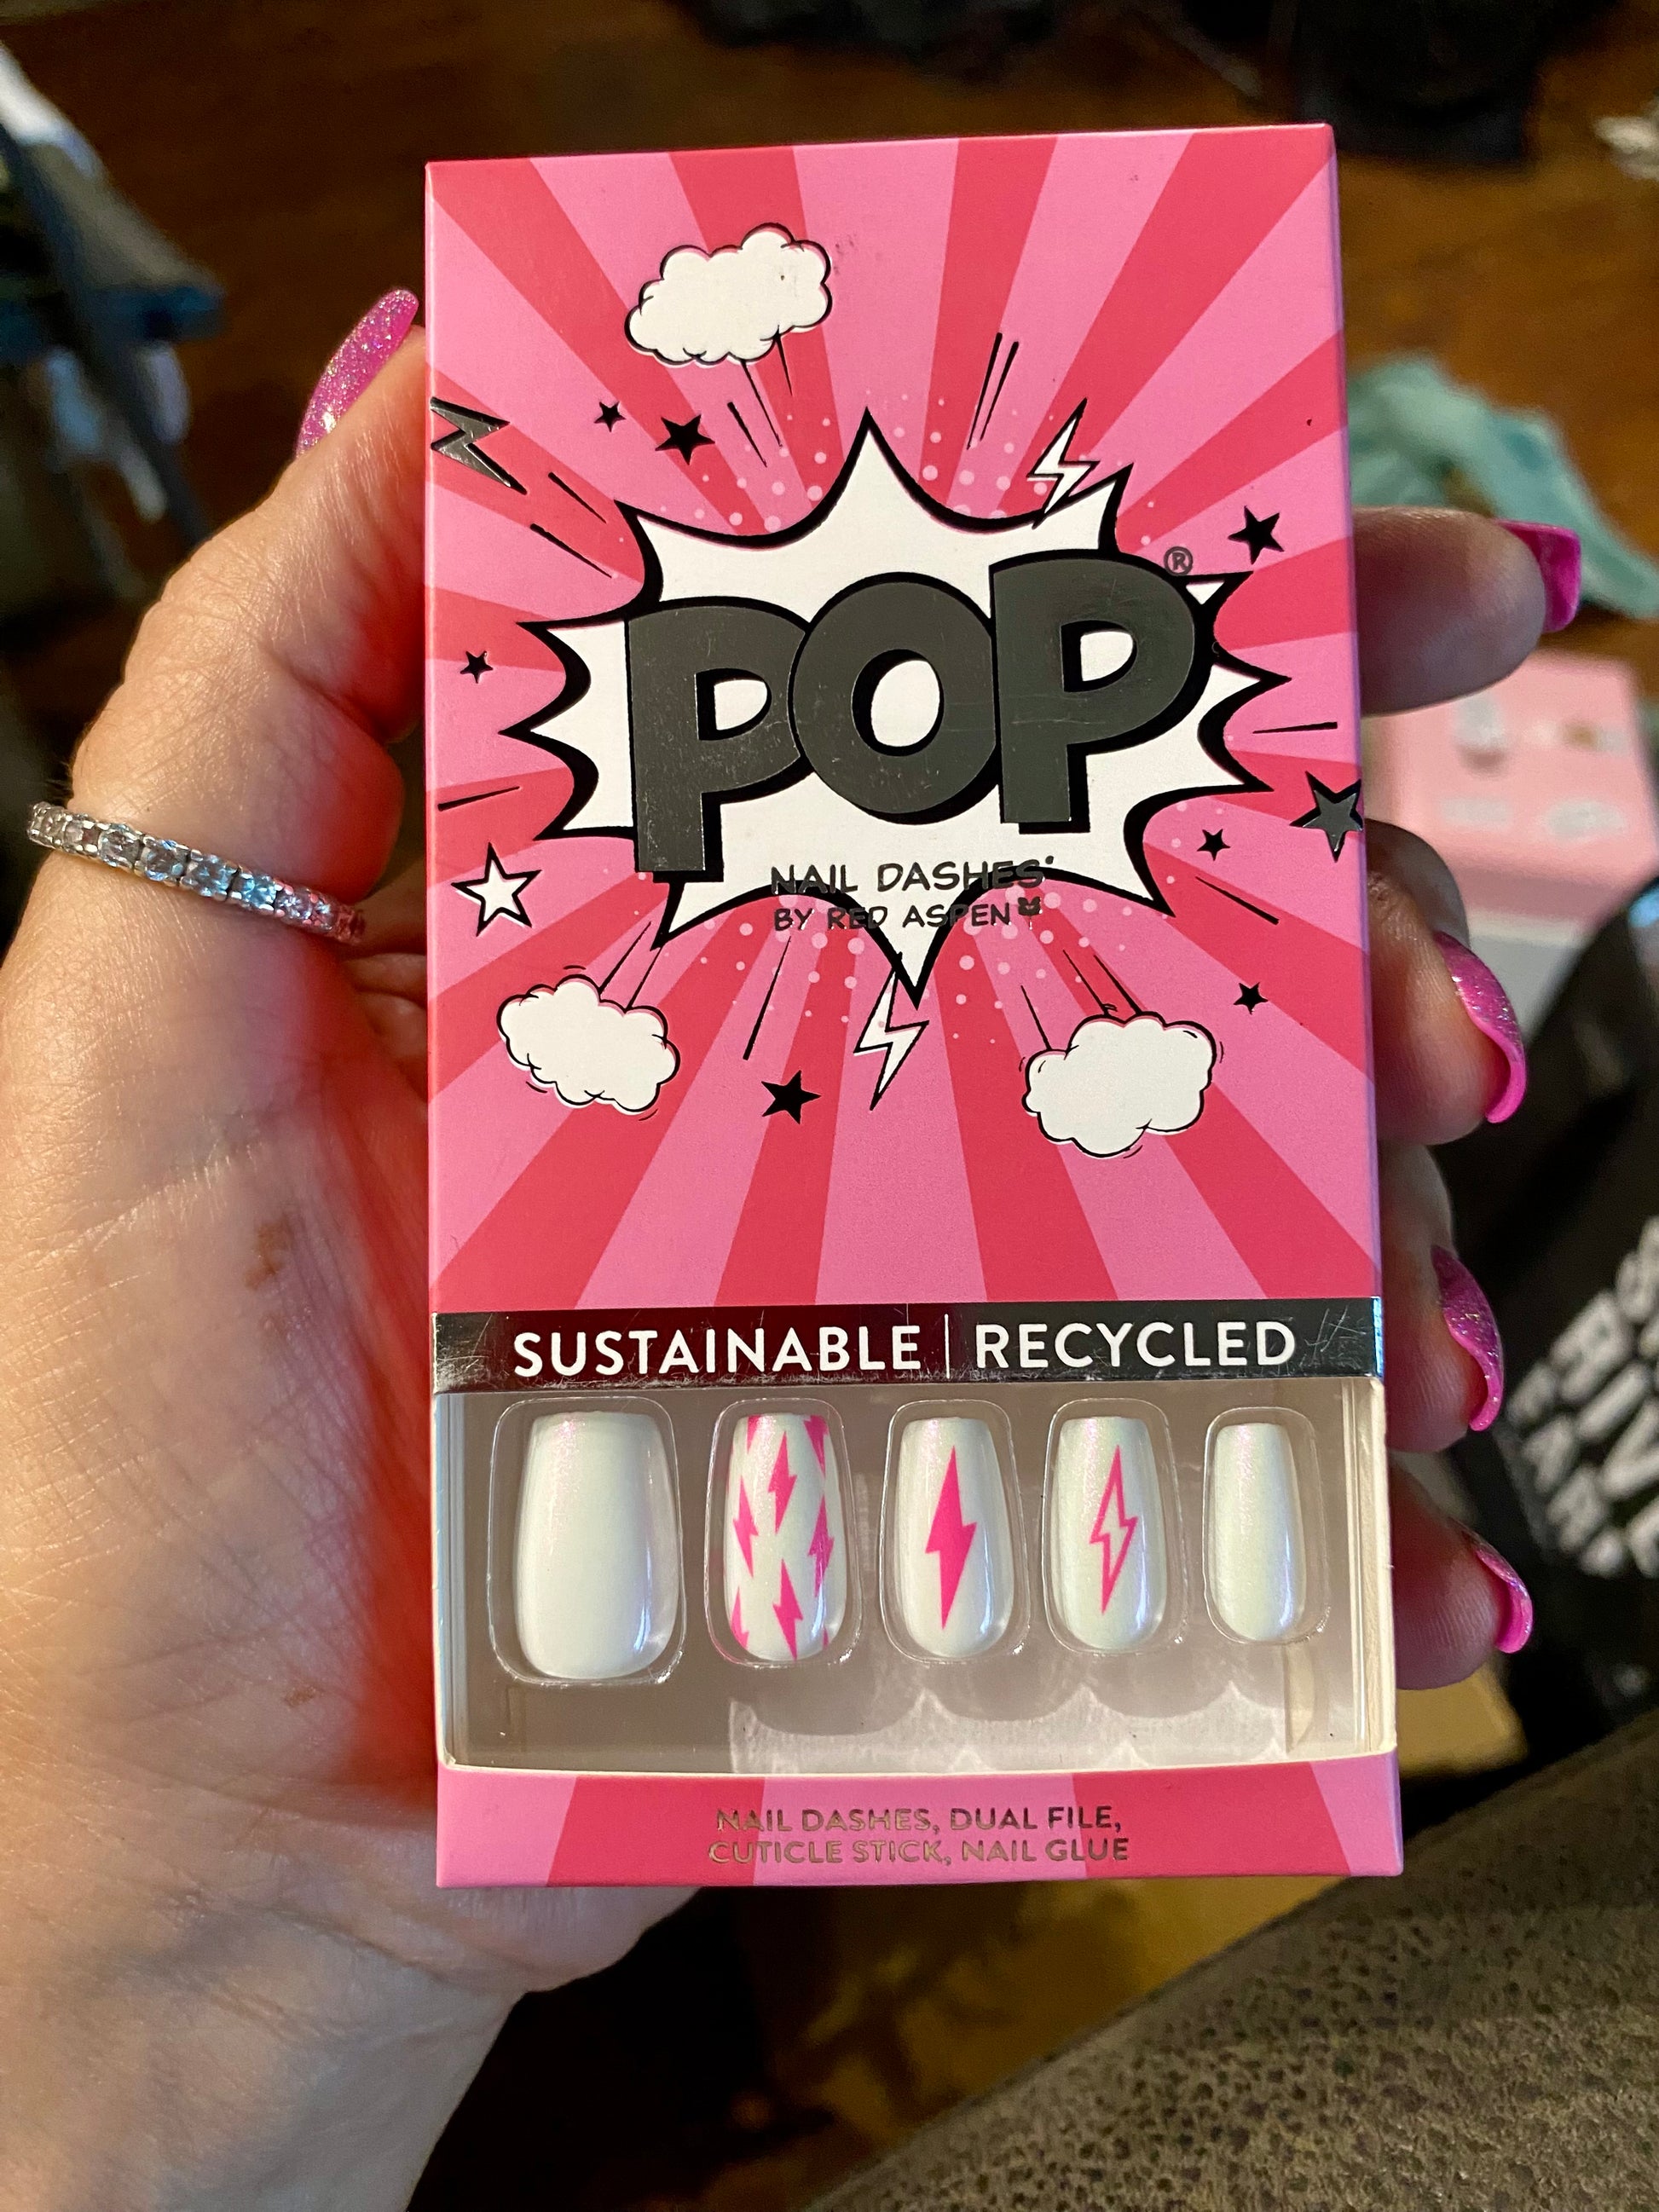 POP®
NAIL DASHES®
BY RED ASPEN
SUSTAINABLE | RECYCLED
NAIL DASHES, DUAL FILE,
CUTICLE STICK, NAIL GLUE